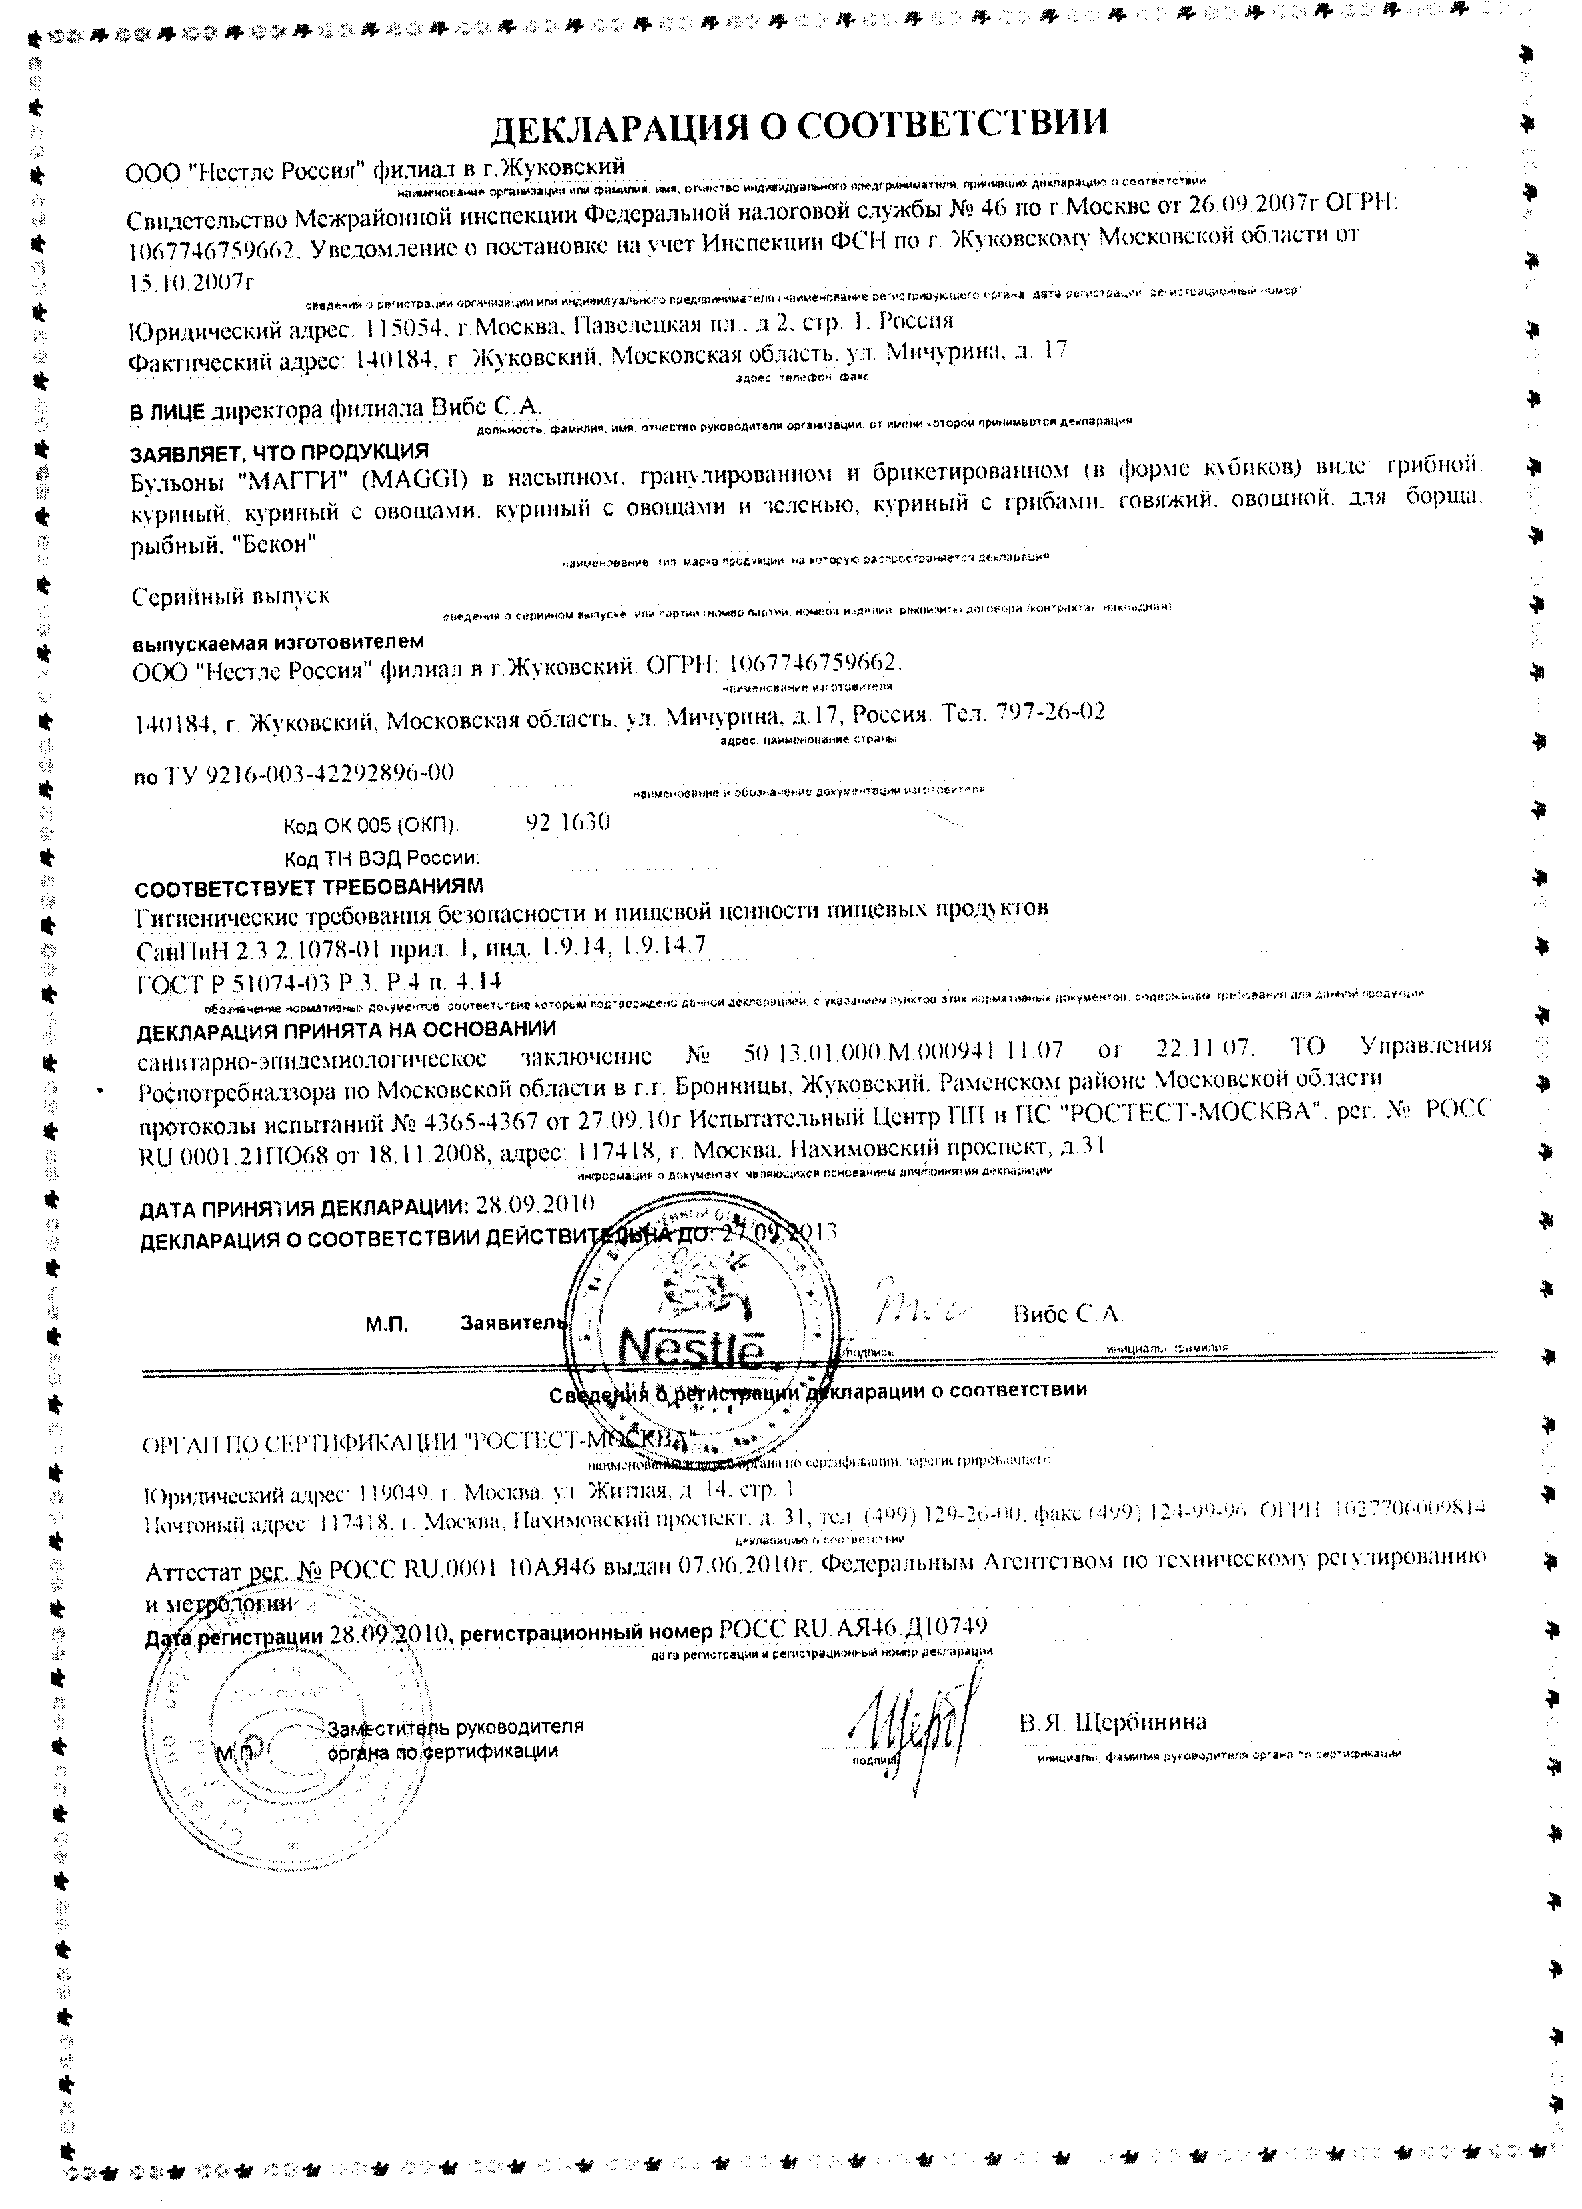 ДЕКЛАРАЦИЯ О СООТВЕТСТВИИ
ООО "Нестле Россия" филиал в г.Жуковский
наименование организации или фамилия, имя, отчество индивидуального предпринимателя, принявших декларацию о соответствии
Свидетельство Межрайонной инспекции Федеральной налоговой службы № 46 по г.Москве от 26.09.2007г ОГРН:
1067746759662. Уведомление о постановке на учет Инспекции ФСН по г. Жуковскому Московской области от
15.10.2007г
сведения о регистрации организации или индивидуального предпринимателя (наименование регистрирующего органа, дата регистрации, регистрационный номер)
Юридический адрес: 115054, г.Москва, Павелецкая пл., д.2, стр. 1, Россия
Фактический адрес: 140184, г. Жуковский, Московская область, ул. Мичурина, д. 17
адрес, телефон, факс
В ЛИЦЕ директора филиала Вибе С.А.
должность, фамилия, имя, отчество руководителя организации, от имени которой принимается декларация
ЗАЯВЛЯЕТ, ЧТО ПРОДУКЦИЯ
Бульоны "МАГГИ" (MAGGI) в насыпном, гранулированном и брикетированном (в форме кубиков) виде: грибной,
куриный, куриный с овощами, куриный с овощами и зеленью, куриный с грибами, говяжий, овощной, для борща,
рыбный, "Бекон"
наименование, тип, марка продукции, на которую распространяется декларация
Серийный выпуск
сведения о серийном выпуске или партии (номер партии, номера изделий, реквизиты договора (контракта), накладная)
выпускаемая изготовителем
ООО "Нестле Россия" филиал в г.Жуковский. ОГРН: 1067746759662.
наименование изготовителя
140184, г. Жуковский, Московская область, ул. Мичурина, д.17, Россия. Тел. 797-26-02
адрес, наименование страны
по ТУ 9216-003-42292896-00
наименование и обозначение документации изготовителя
Код ОК 005 (ОКП): 92 1630
Код ТН ВЭД России:
СООТВЕТСТВУЕТ ТРЕБОВАНИЯМ
Гигиенические требования безопасности и пищевой ценности пищевых продуктов
СанПиН 2.3.2.1078-01 прил. 1, инд. 1.9.14, 1.9.14.7
ГОСТ Р 51074-03 Р.3, Р.4 п. 4.14
обозначение нормативных документов, соответствие которым подтверждено данной декларацией, с указанием пунктов этих нормативных документов, содержащих требования для данной продукции
ДЕКЛАРАЦИЯ ПРИНЯТА НА ОСНОВАНИИ
санитарно-эпидемиологическое заключение № 50.13.01.000.М.000941.11.07 от 22.11.07. ТО Управления
Роспотребнадзора по Московской области в г.г. Бронницы, Жуковский, Раменском районе Московской области
протоколы испытаний № 4365-4367 от 27.09.10г Испытательный Центр ПП и ПС "РОСТЕСТ-МОСКВА", рег. № РОСС
RU.0001.21ПО68 от 18.11.2008, адрес: 117418, г. Москва, Нахимовский проспект, д.31
информация о документах, являющихся основанием для принятия декларации
ДАТА ПРИНЯТИЯ ДЕКЛАРАЦИИ: 28.09.2010
ДЕКЛАРАЦИЯ О СООТВЕТСТВИИ ДЕЙСТВИТЕЛЬНА ДО: 27.09.2013
Nestlé
М.П. Заявитель Вибе С.А.
подпись инициалы, фамилия
Сведения о регистрации декларации о соответствии
ОРГАН ПО СЕРТИФИКАЦИИ "РОСТЕСТ-МОСКВА"
наименование и адрес органа по сертификации, зарегистрировавшего
Юридический адрес: 119049, г. Москва, ул. Житная, д. 14, стр. 1
Почтовый адрес: 117418, г. Москва, Нахимовский проспект, д. 31, тел. (499) 129-26-00, факс (499) 124-99-96. ОГРН: 1027706009814
декларацию о соответствии
Аттестат рег. № РОСС RU.0001.10АЯ46 выдан 07.06.2010г. Федеральным Агентством по техническому регулированию
и метрологии
Дата регистрации 28.09.2010, регистрационный номер РОСС RU.АЯ46.Д10749
дата регистрации и регистрационный номер декларации
М.П.
Заместитель руководителя
органа по сертификации
В.Я. Щербинина
подпись инициалы, фамилия руководителя органа по сертификации